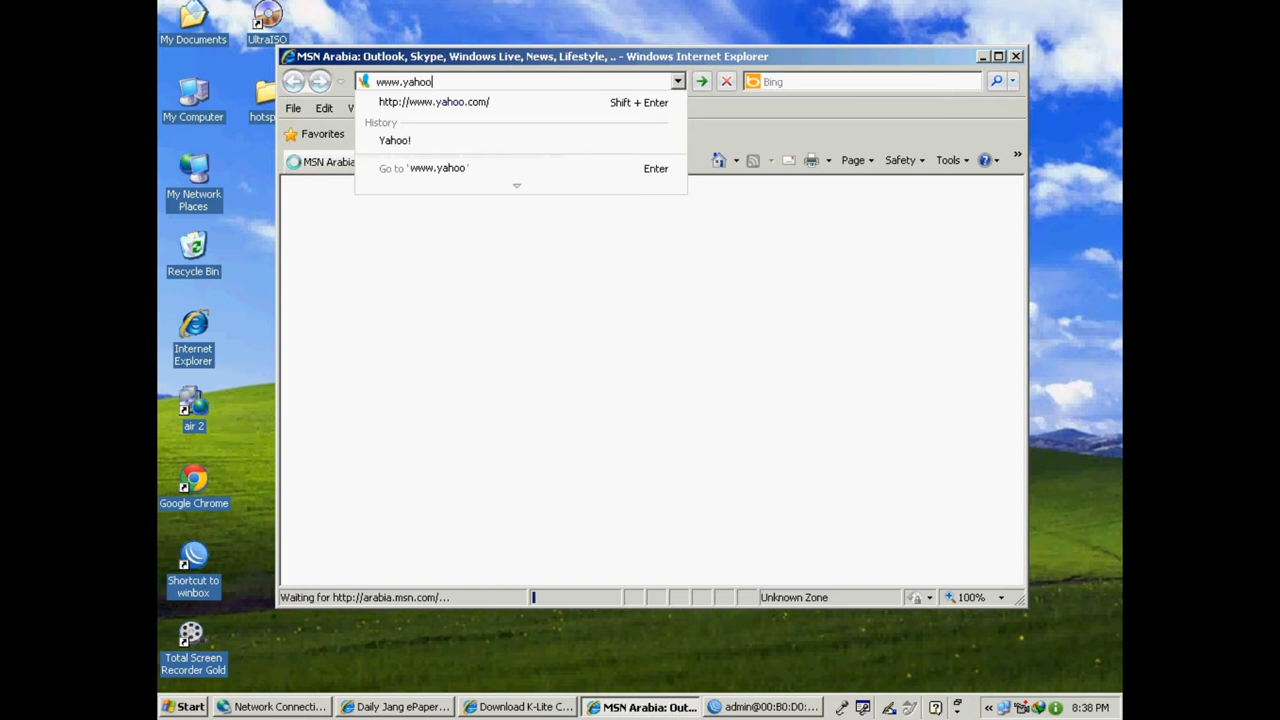 My Documents
UltraISO
My Computer
hotsp
My Network
Places
Recycle Bin
Internet
Explorer
air 2
Google Chrome
Shortcut to
winbox
Total Screen
Recorder Gold
MSN Arabia: Outlook, Skype, Windows Live, News, Lifestyle, .. - Windows Internet Explorer
www.yahoo
Bing
http://www.yahoo.com/ Shift + Enter
File Edit V
History
Favorites
Yahoo!
MSN Arabia
Page Safety Tools
Go to 'www.yahoo' Enter
Waiting for http://arabia.msn.com/...
Unknown Zone
100%
Start
Network Connecti...
Daily Jang ePaper...
Download K-Lite C...
MSN Arabia: Out...
admin@00:B0:D0:...
8:38 PM